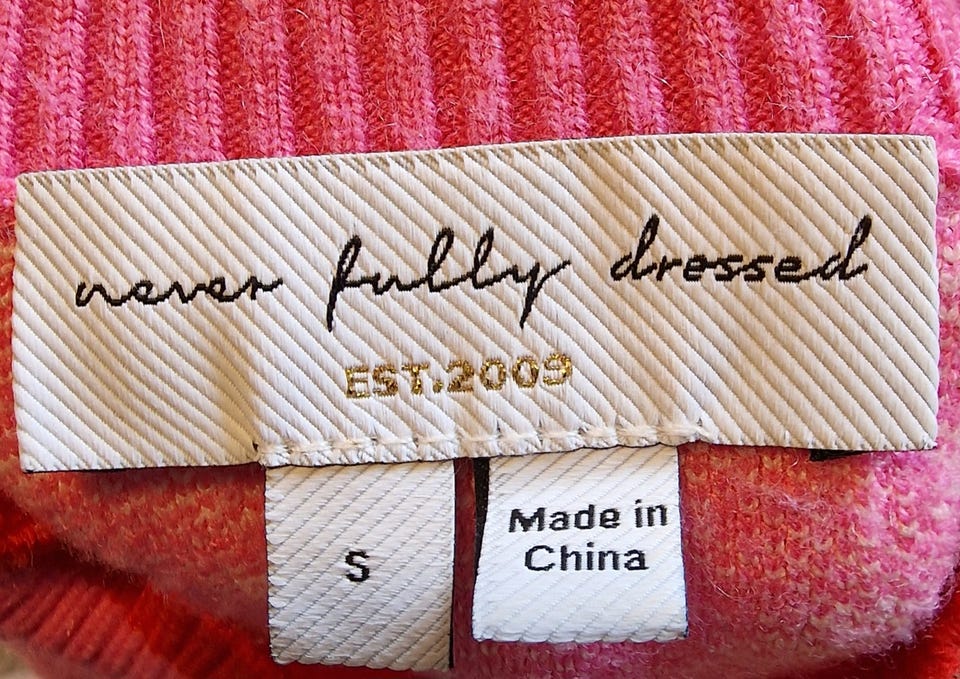 never fully dressed
EST.2009
S
Made in
China